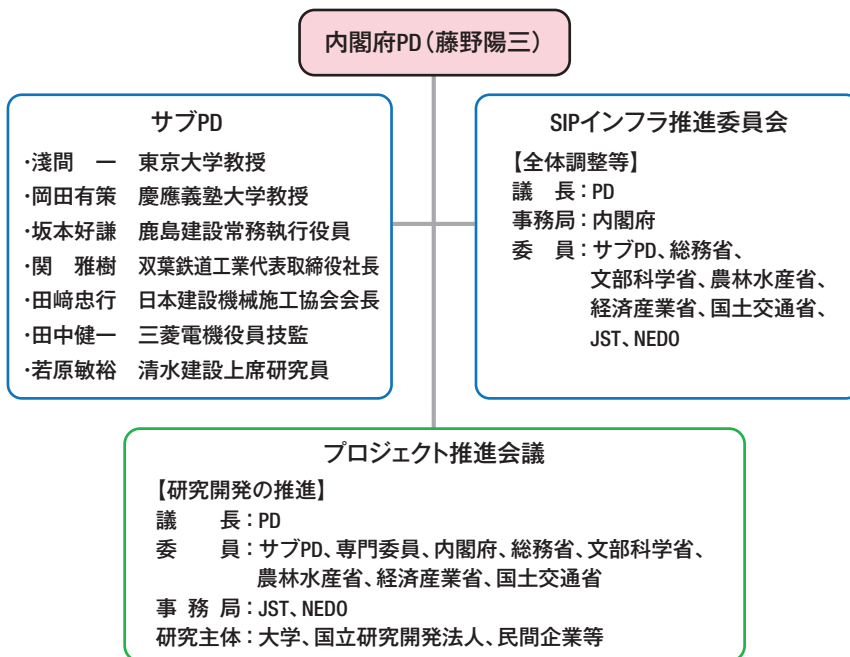 内閣府PD(藤野陽三)
サブPD
・淺間　一　東京大学教授
・岡田有策　慶應義塾大学教授
・坂本好謙　鹿島建設常務執行役員
・関　雅樹　双葉鉄道工業代表取締役社長
・田﨑忠行　日本建設機械施工協会会長
・田中健一　三菱電機役員技監
・若原敏裕　清水建設上席研究員
SIPインフラ推進委員会
【全体調整等】
議　長：PD
事務局：内閣府
委　員：サブPD、総務省、
文部科学省、農林水産省、
経済産業省、国土交通省、
JST、NEDO
プロジェクト推進会議
【研究開発の推進】
議　　長：PD
委　　員：サブPD、専門委員、内閣府、総務省、文部科学省、
農林水産省、経済産業省、国土交通省
事 務 局：JST、NEDO
研究主体：大学、国立研究開発法人、民間企業等